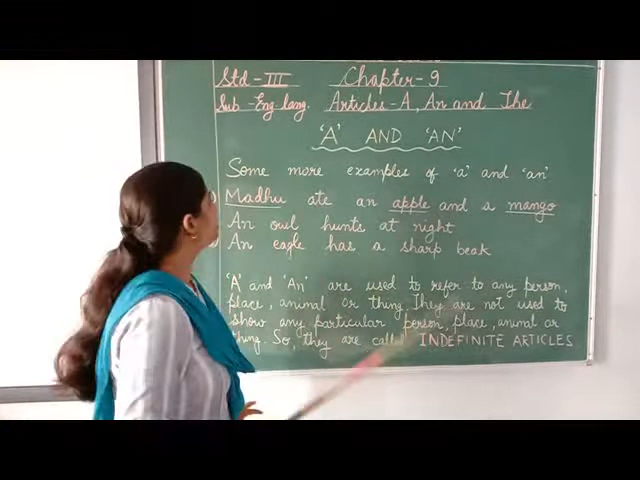 Std-III Chapter-9
Sub-Eng lang. Articles-A, An and The
'A' AND 'AN'
Some more examples of 'a' and 'an'
Madhu ate an apple and a mango
An owl hunts at night
An eagle has a sharp beak
'A' and 'An' are used to refer to any person,
place, animal or thing. They are not used to
show any particular person, place, animal or
thing. So, they are called INDEFINITE ARTICLES